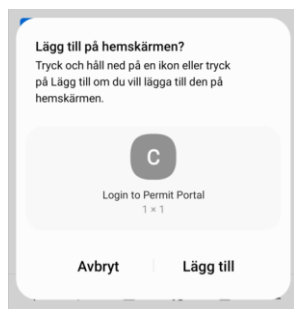 Lägg till på hemskärmen?
Tryck och håll ned på en ikon eller tryck
på Lägg till om du vill lägga till den på
hemskärmen.
C
Login to Permit Portal
1 × 1
Avbryt Lägg till